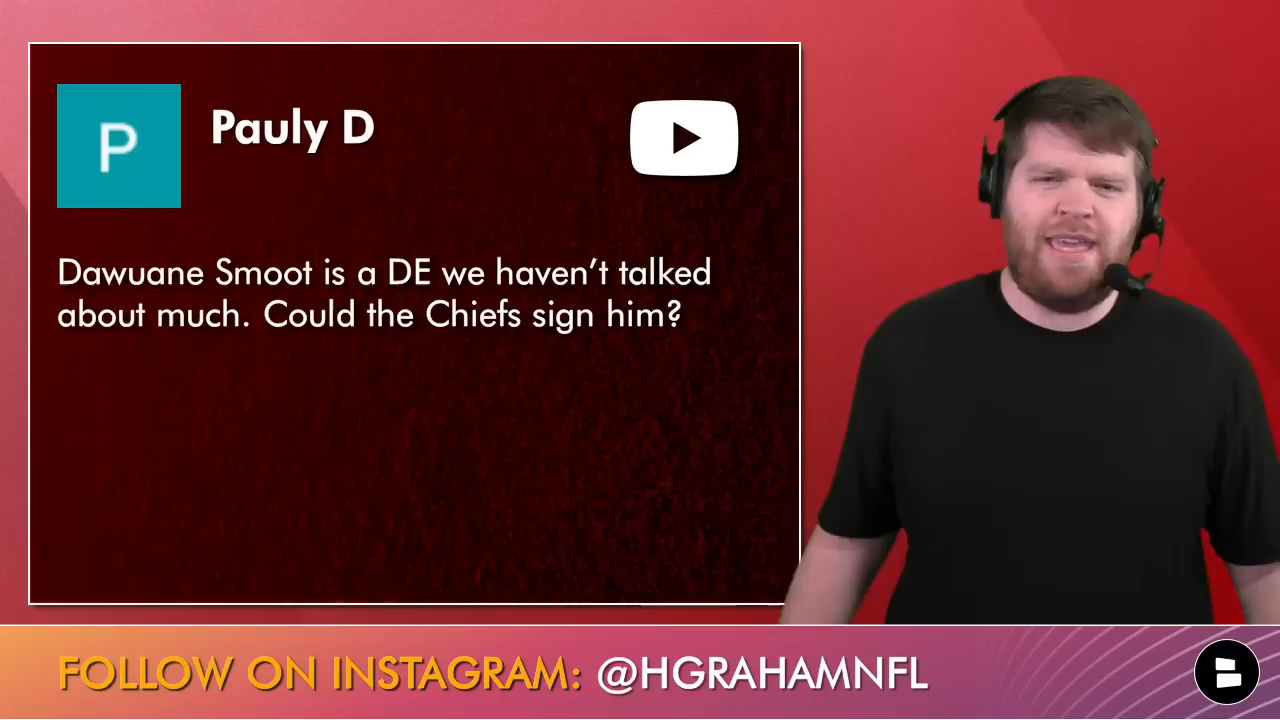 P
Pauly D
Dawuane Smoot is a DE we haven’t talked
about much. Could the Chiefs sign him?
FOLLOW ON INSTAGRAM: @HGRAHAMNFL